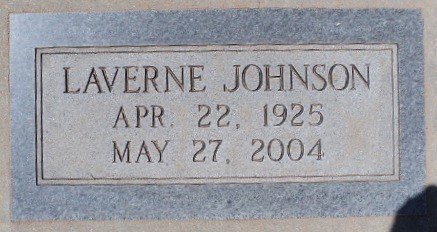 LAVERNE JOHNSON
APR. 22, 1925
MAY 27, 2004